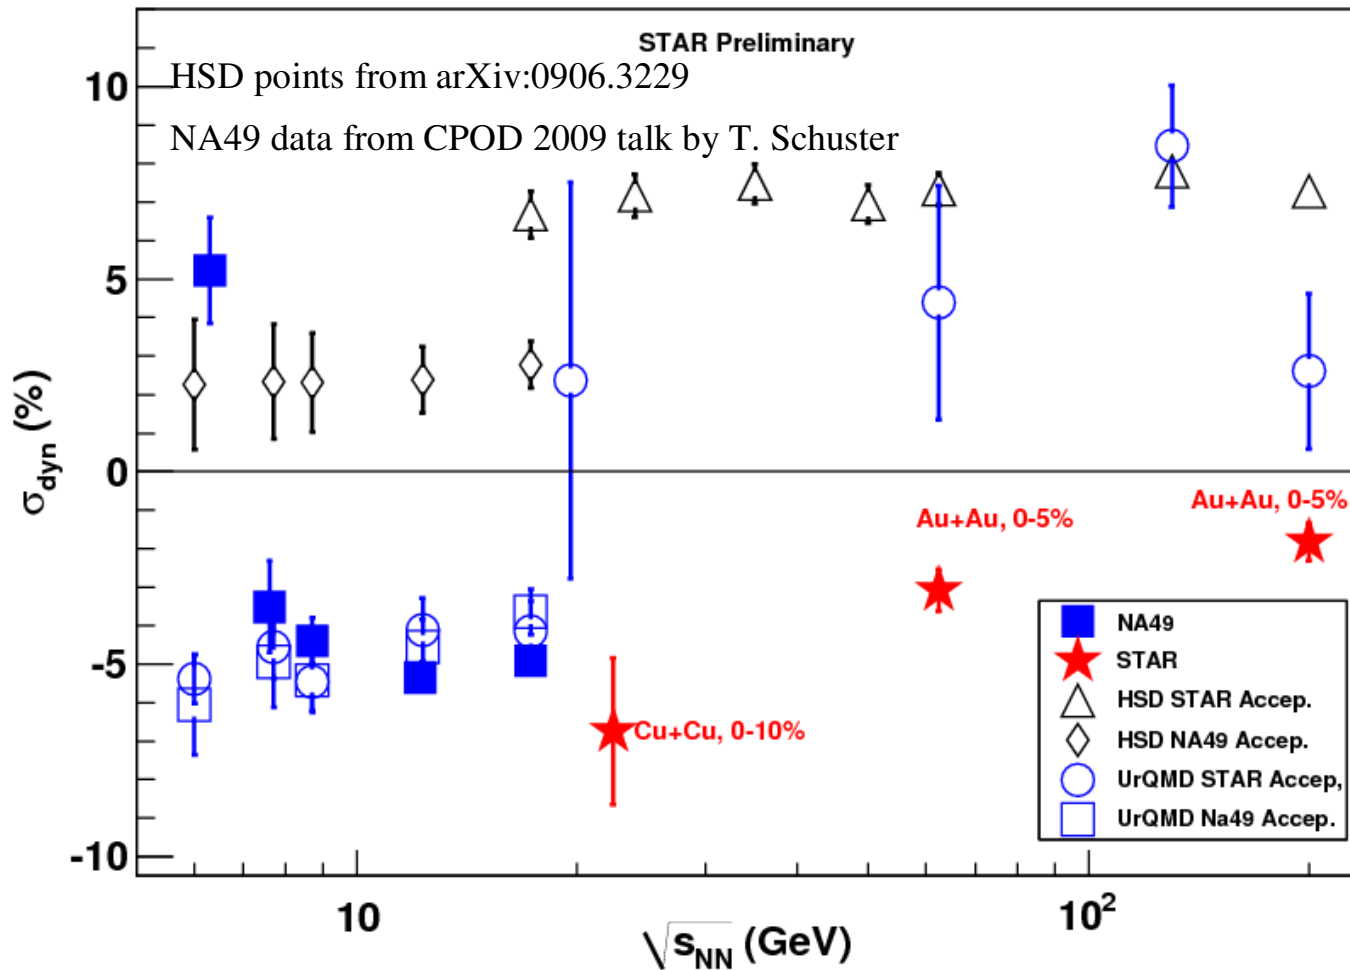 STAR Preliminary
HSD points from arXiv:0906.3229
NA49 data from CPOD 2009 talk by T. Schuster
10
5
0
-5
-10
σdyn (%)
Au+Au, 0-5%
Au+Au, 0-5%
Cu+Cu, 0-10%
NA49
STAR
HSD STAR Accep.
HSD NA49 Accep.
UrQMD STAR Accep,
UrQMD Na49 Accep.
10
10²
√sNN (GeV)